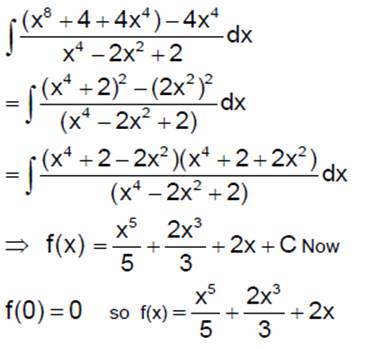 ∫ ((x⁸ + 4 + 4x⁴) – 4x⁴)/(x⁴ – 2x² + 2) dx
= ∫ ((x⁴ + 2)² – (2x²)²)/((x⁴ – 2x² + 2)) dx
= ∫ ((x⁴ + 2 – 2x²)(x⁴ + 2 + 2x²))/((x⁴ – 2x² + 2)) dx
⇒ f(x) = x⁵/5 + 2x³/3 + 2x + C Now
f(0) = 0 so f(x) = x⁵/5 + 2x³/3 + 2x